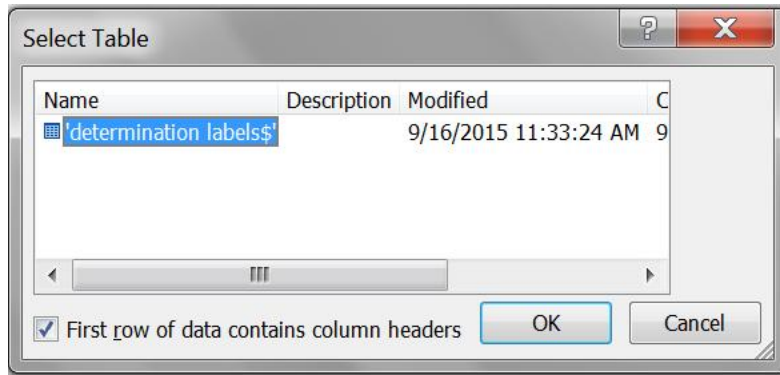 Select Table
Name Description Modified C
'determination labels$' 9/16/2015 11:33:24 AM 9
First row of data contains column headers OK Cancel